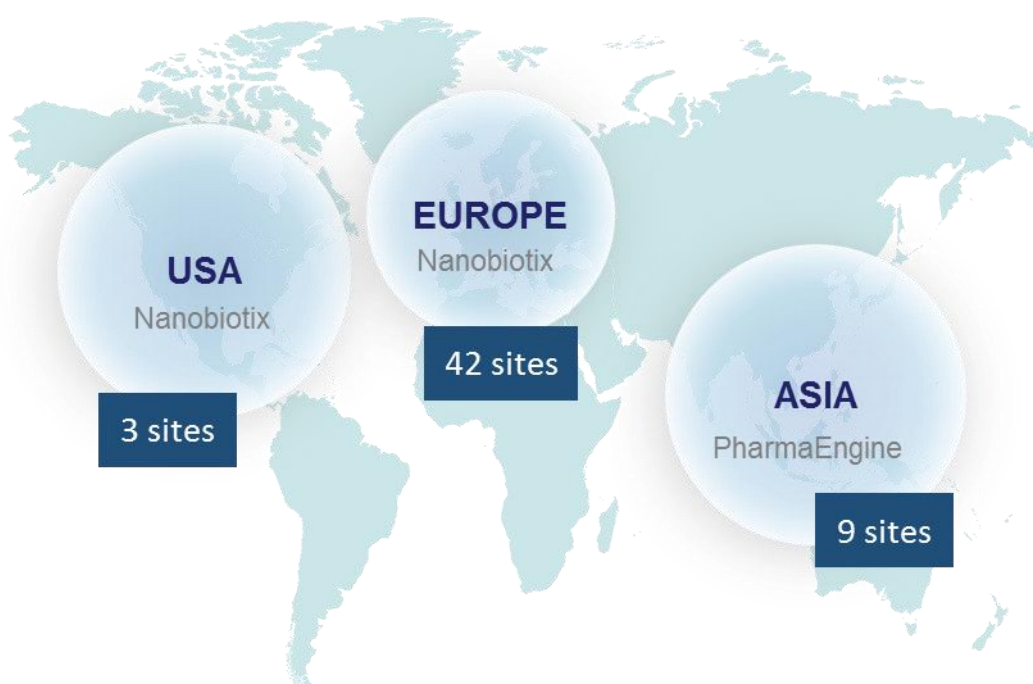 USA
Nanobiotix
3 sites
EUROPE
Nanobiotix
42 sites
ASIA
PharmaEngine
9 sites